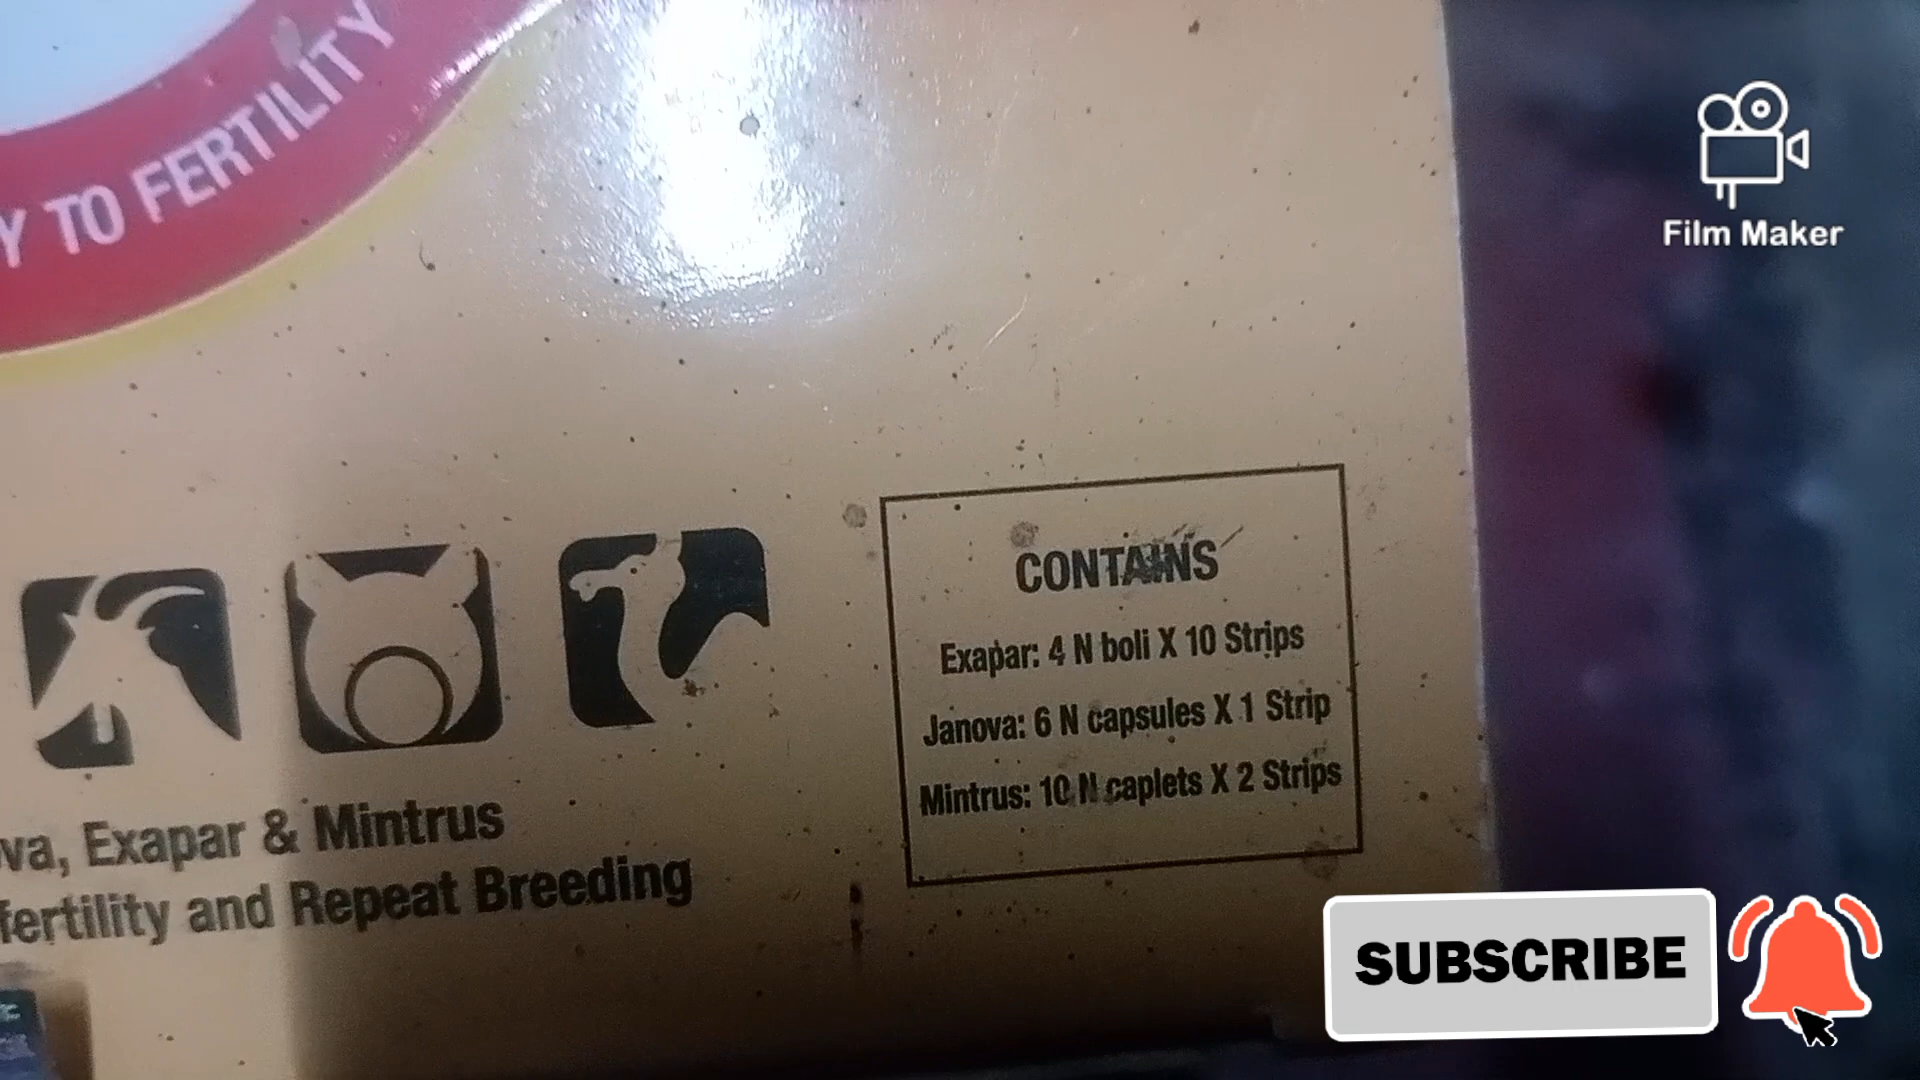 Y TO FERTILITY
Film Maker
CONTAINS
Exapar: 4 N boli X 10 Strips
Janova: 6 N capsules X 1 Strip
Mintrus: 10 N caplets X 2 Strips
va, Exapar & Mintrus
fertility and Repeat Breeding
SUBSCRIBE